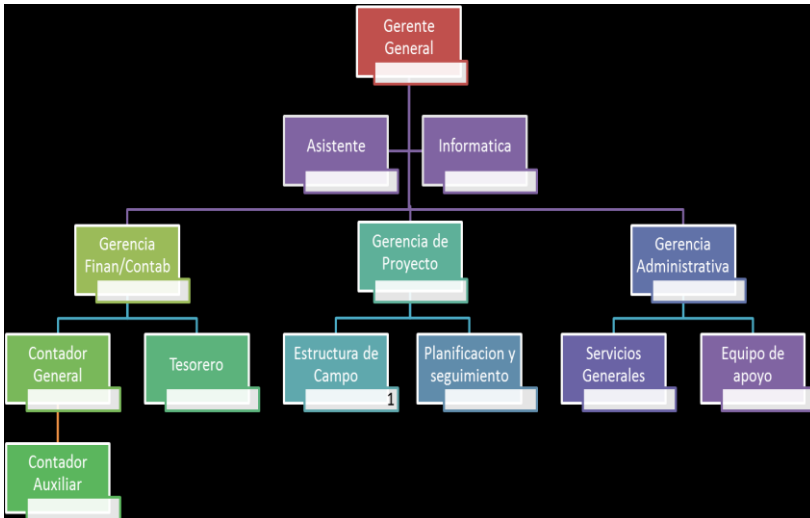 Gerente
General
Asistente
Informatica
Gerencia
Finan/Contab
Gerencia de
Proyecto
Gerencia
Administrativa
Contador
General
Tesorero
Estructura de
Campo
1
Planificacion y
seguimiento
Servicios
Generales
Equipo de
apoyo
Contador
Auxiliar